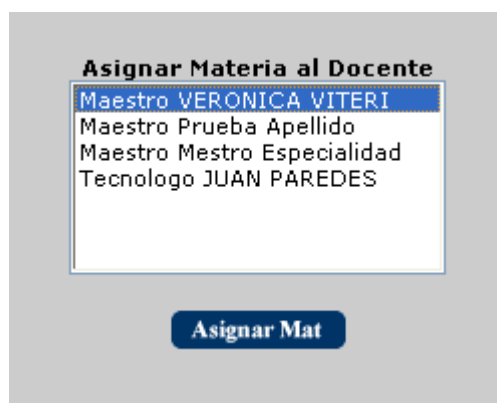 Asignar Materia al Docente
Maestro VERONICA VITERI
Maestro Prueba Apellido
Maestro Mestro Especialidad
Tecnologo JUAN PAREDES
Asignar Mat